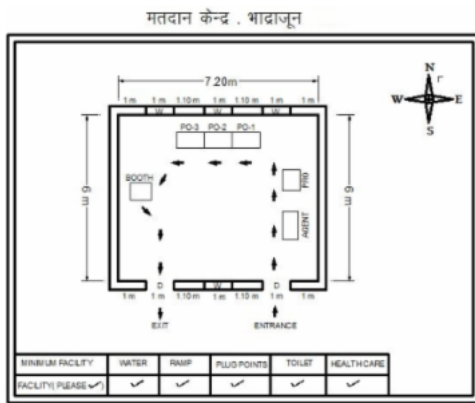 मतदान केन्द्र . भाद्राजून
N
W E
S
7.20m
1 m 1 m 1.10 m 1 m 1.10 m 1 m 1 m
W W W
PO-3 PO-2 PO-1
6 m
BOOTH
PRO
AGENT
6 m
D W D
1 m 1 m 1.10 m 1 m 1.10 m 1 m 1 m
EXIT ENTRANCE
MINIMUM FACILITY WATER RAMP PLUG POINTS TOILET HEALTH CARE
FACILITY( PLEASE ✓) ✓ ✓ ✓ ✓ ✓